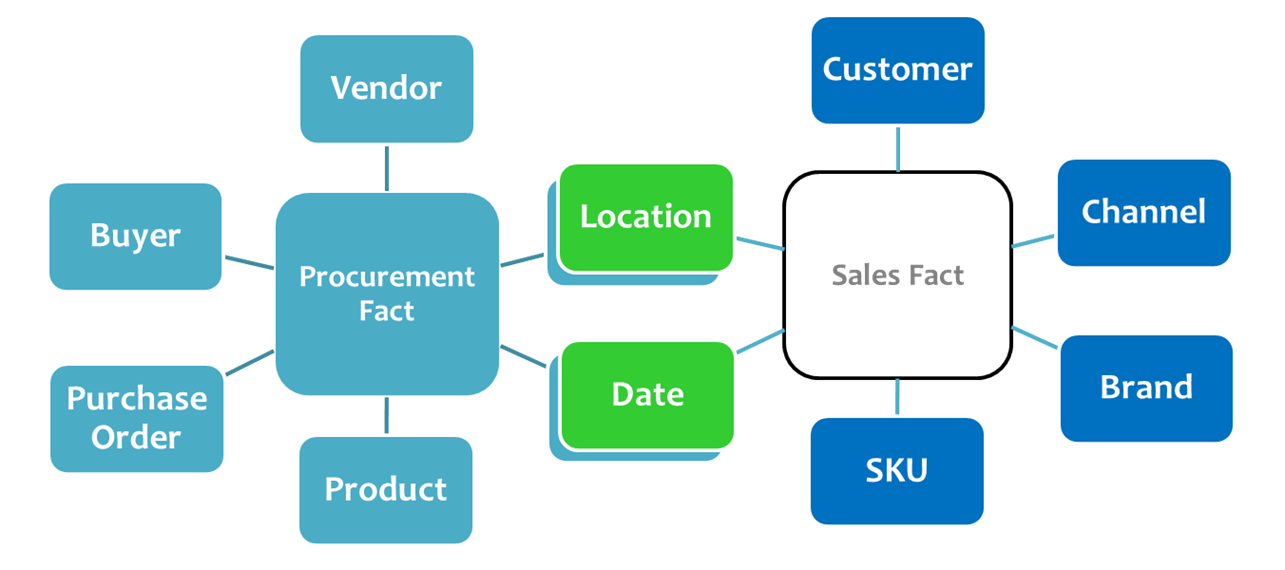 Customer
Vendor
Channel
Location
Buyer
Sales Fact
Procurement
Fact
Brand
Date
Purchase
Order
SKU
Product